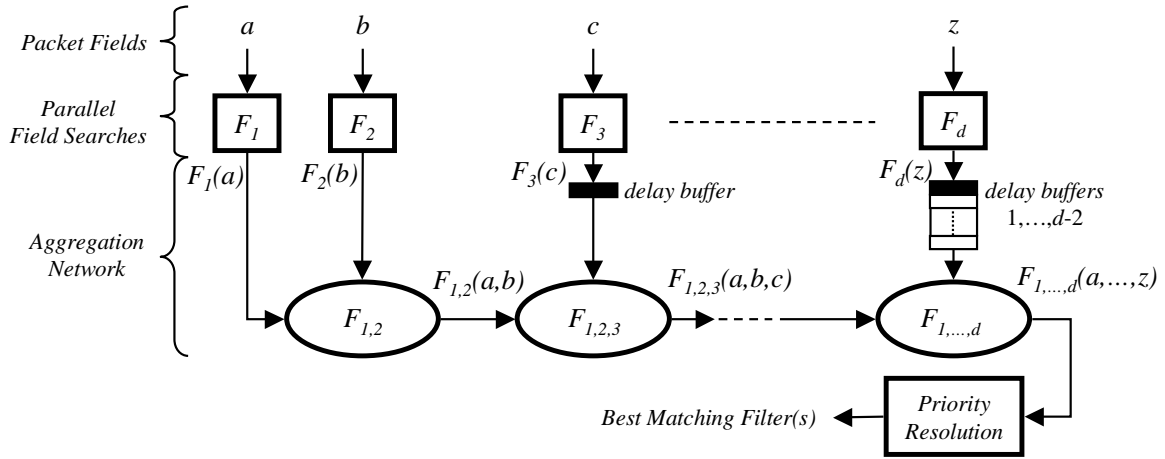 a b c z
Packet Fields
Parallel
Field Searches
F1 F2 F3 Fd
F1(a) F2(b) F3(c) Fd(z)
delay buffer
delay buffers
1,...,d-2
Aggregation
Network
F1,2(a,b) F1,2,3(a,b,c) F1,...,d(a,...,z)
F1,2 F1,2,3 F1,...,d
Best Matching Filter(s)
Priority
Resolution